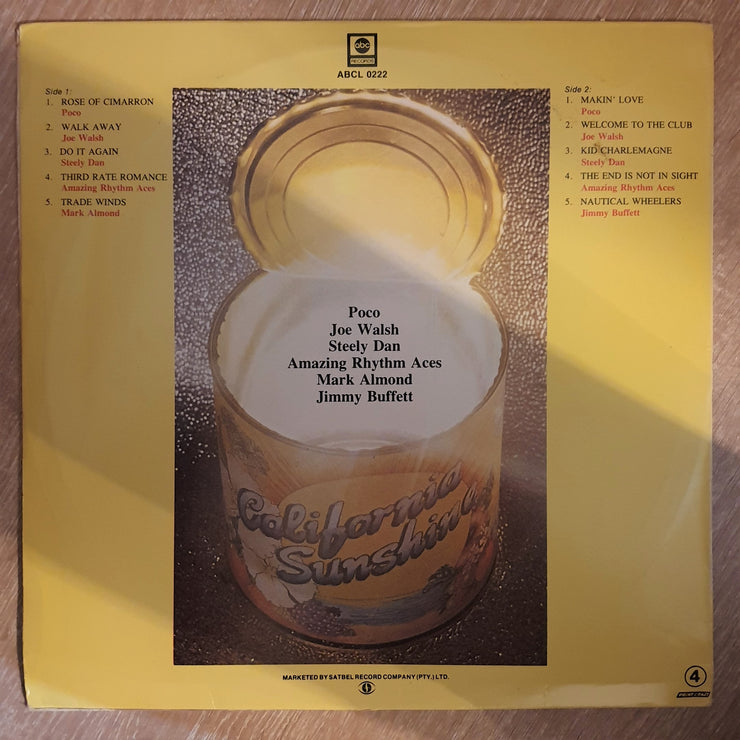 abc
RECORDS
ABCL 0222
Side 1:
1. ROSE OF CIMARRON
Poco
2. WALK AWAY
Joe Walsh
3. DO IT AGAIN
Steely Dan
4. THIRD RATE ROMANCE
Amazing Rhythm Aces
5. TRADE WINDS
Mark Almond
Side 2:
1. MAKIN' LOVE
Poco
2. WELCOME TO THE CLUB
Joe Walsh
3. KID CHARLEMAGNE
Steely Dan
4. THE END IS NOT IN SIGHT
Amazing Rhythm Aces
5. NAUTICAL WHEELERS
Jimmy Buffett
Poco
Joe Walsh
Steely Dan
Amazing Rhythm Aces
Mark Almond
Jimmy Buffett
California
Sunshine
MARKETED BY SATBEL RECORD COMPANY (PTY.) LTD.
4